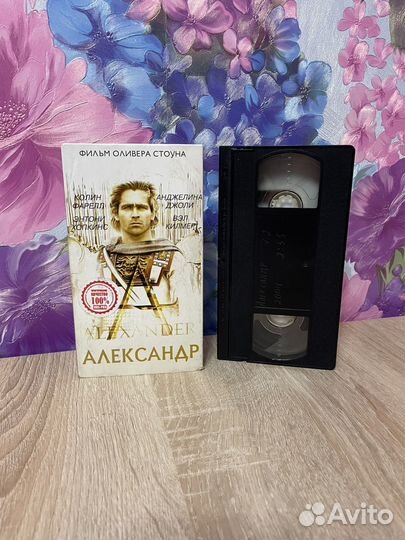 ФИЛЬМ ОЛИВЕРА СТОУНА
КОЛИН ФАРЕЛЛ
АНДЖЕЛИНА ДЖОЛИ
ЭНТОНИ ХОПКИНС
ВЭЛ КИЛМЕР
100%
ALEXANDER
АЛЕКСАНДР
Avito